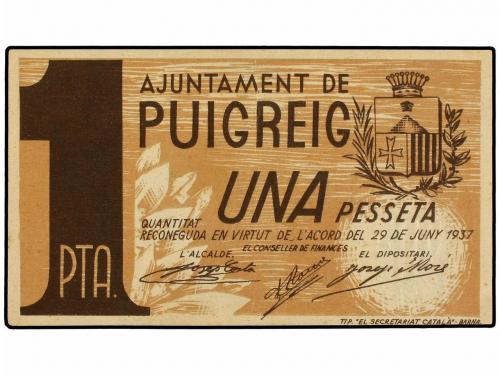 1
PTA.
AJUNTAMENT DE
PUIGREIG
UNA PESSETA
QUANTITAT
RECONEGUDA EN VIRTUT DE L'ACORD DEL 29 DE JUNY 1937
L'ALCALDE,
EL CONSELLER DE FINANCES
EL DIPOSITARI,
TIP. "EL SECRETARIAT CATALÀ" - BARNA